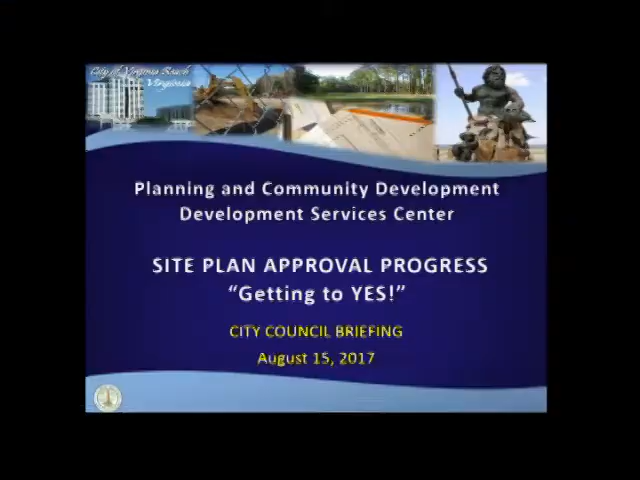 City of Virginia Beach
Virginia
Planning and Community Development
Development Services Center
SITE PLAN APPROVAL PROGRESS
“Getting to YES!”
CITY COUNCIL BRIEFING
August 15, 2017